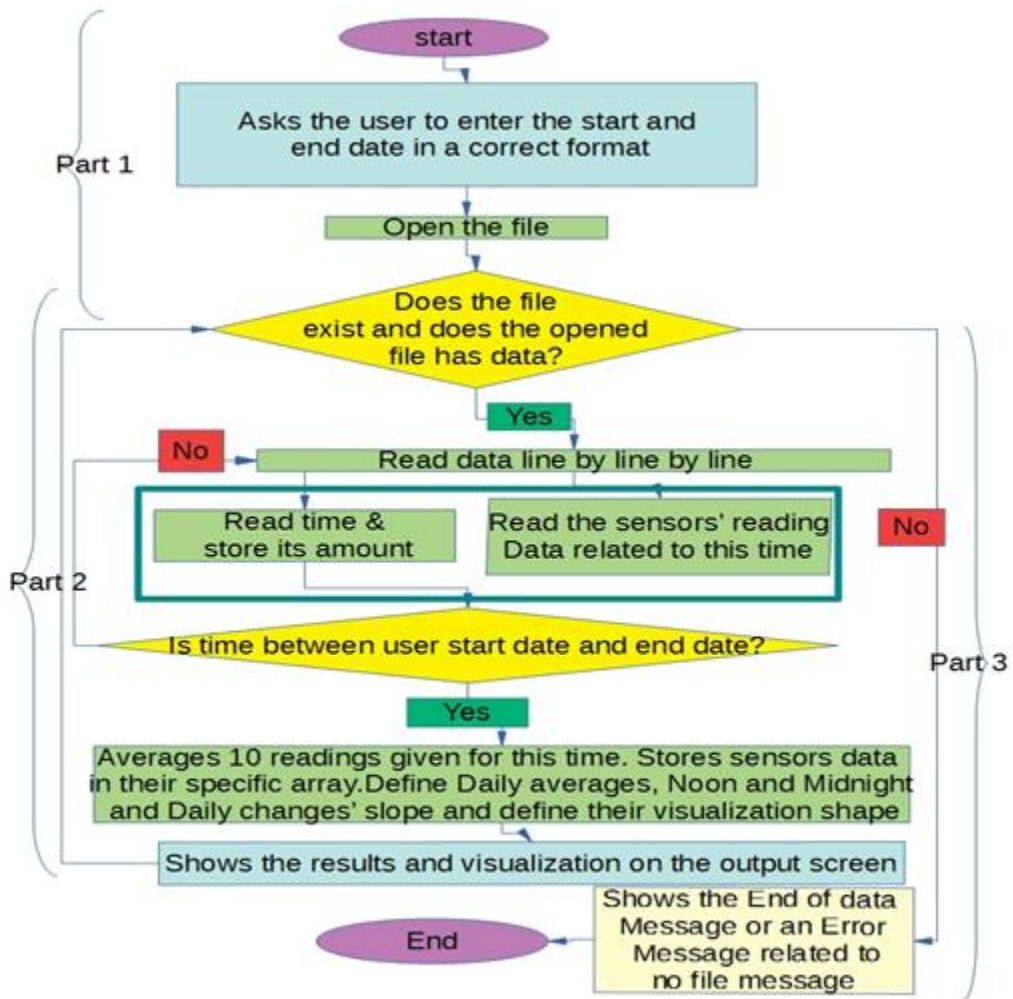 start
Asks the user to enter the start and
end date in a correct format
Part 1
Open the file
Does the file
exist and does the opened
file has data?
Yes
No
Read data line by line by line
Read time &
store its amount
Read the sensors' reading
Data related to this time
No
Part 2
Is time between user start date and end date?
Part 3
Yes
Averages 10 readings given for this time. Stores sensors data
in their specific array.Define Daily averages, Noon and Midnight
and Daily changes' slope and define their visualization shape
Shows the results and visualization on the output screen
Shows the End of data
Message or an Error
Message related to
no file message
End